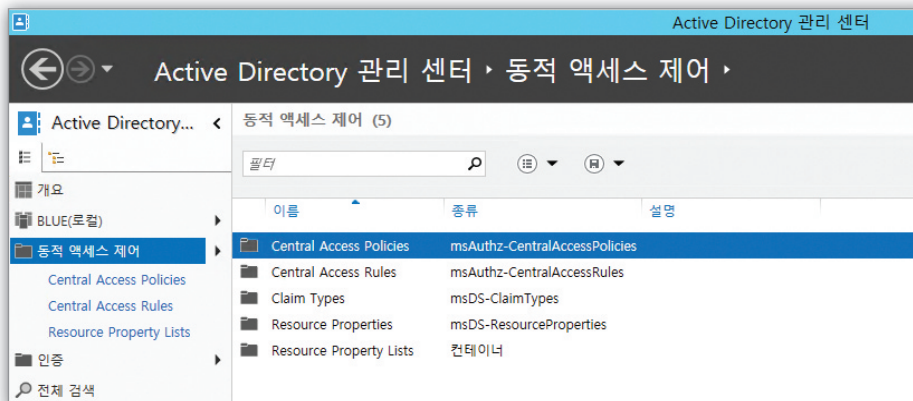 Active Directory 관리 센터
Active Directory 관리 센터 ‣ 동적 액세스 제어 ‣
Active Directory...
동적 액세스 제어 (5)
필터
개요
BLUE(로컬)
동적 액세스 제어
Central Access Policies
Central Access Rules
Resource Property Lists
인증
전체 검색
이름 종류 설명
Central Access Policies msAuthz-CentralAccessPolicies
Central Access Rules msAuthz-CentralAccessRules
Claim Types msDS-ClaimTypes
Resource Properties msDS-ResourceProperties
Resource Property Lists 컨테이너